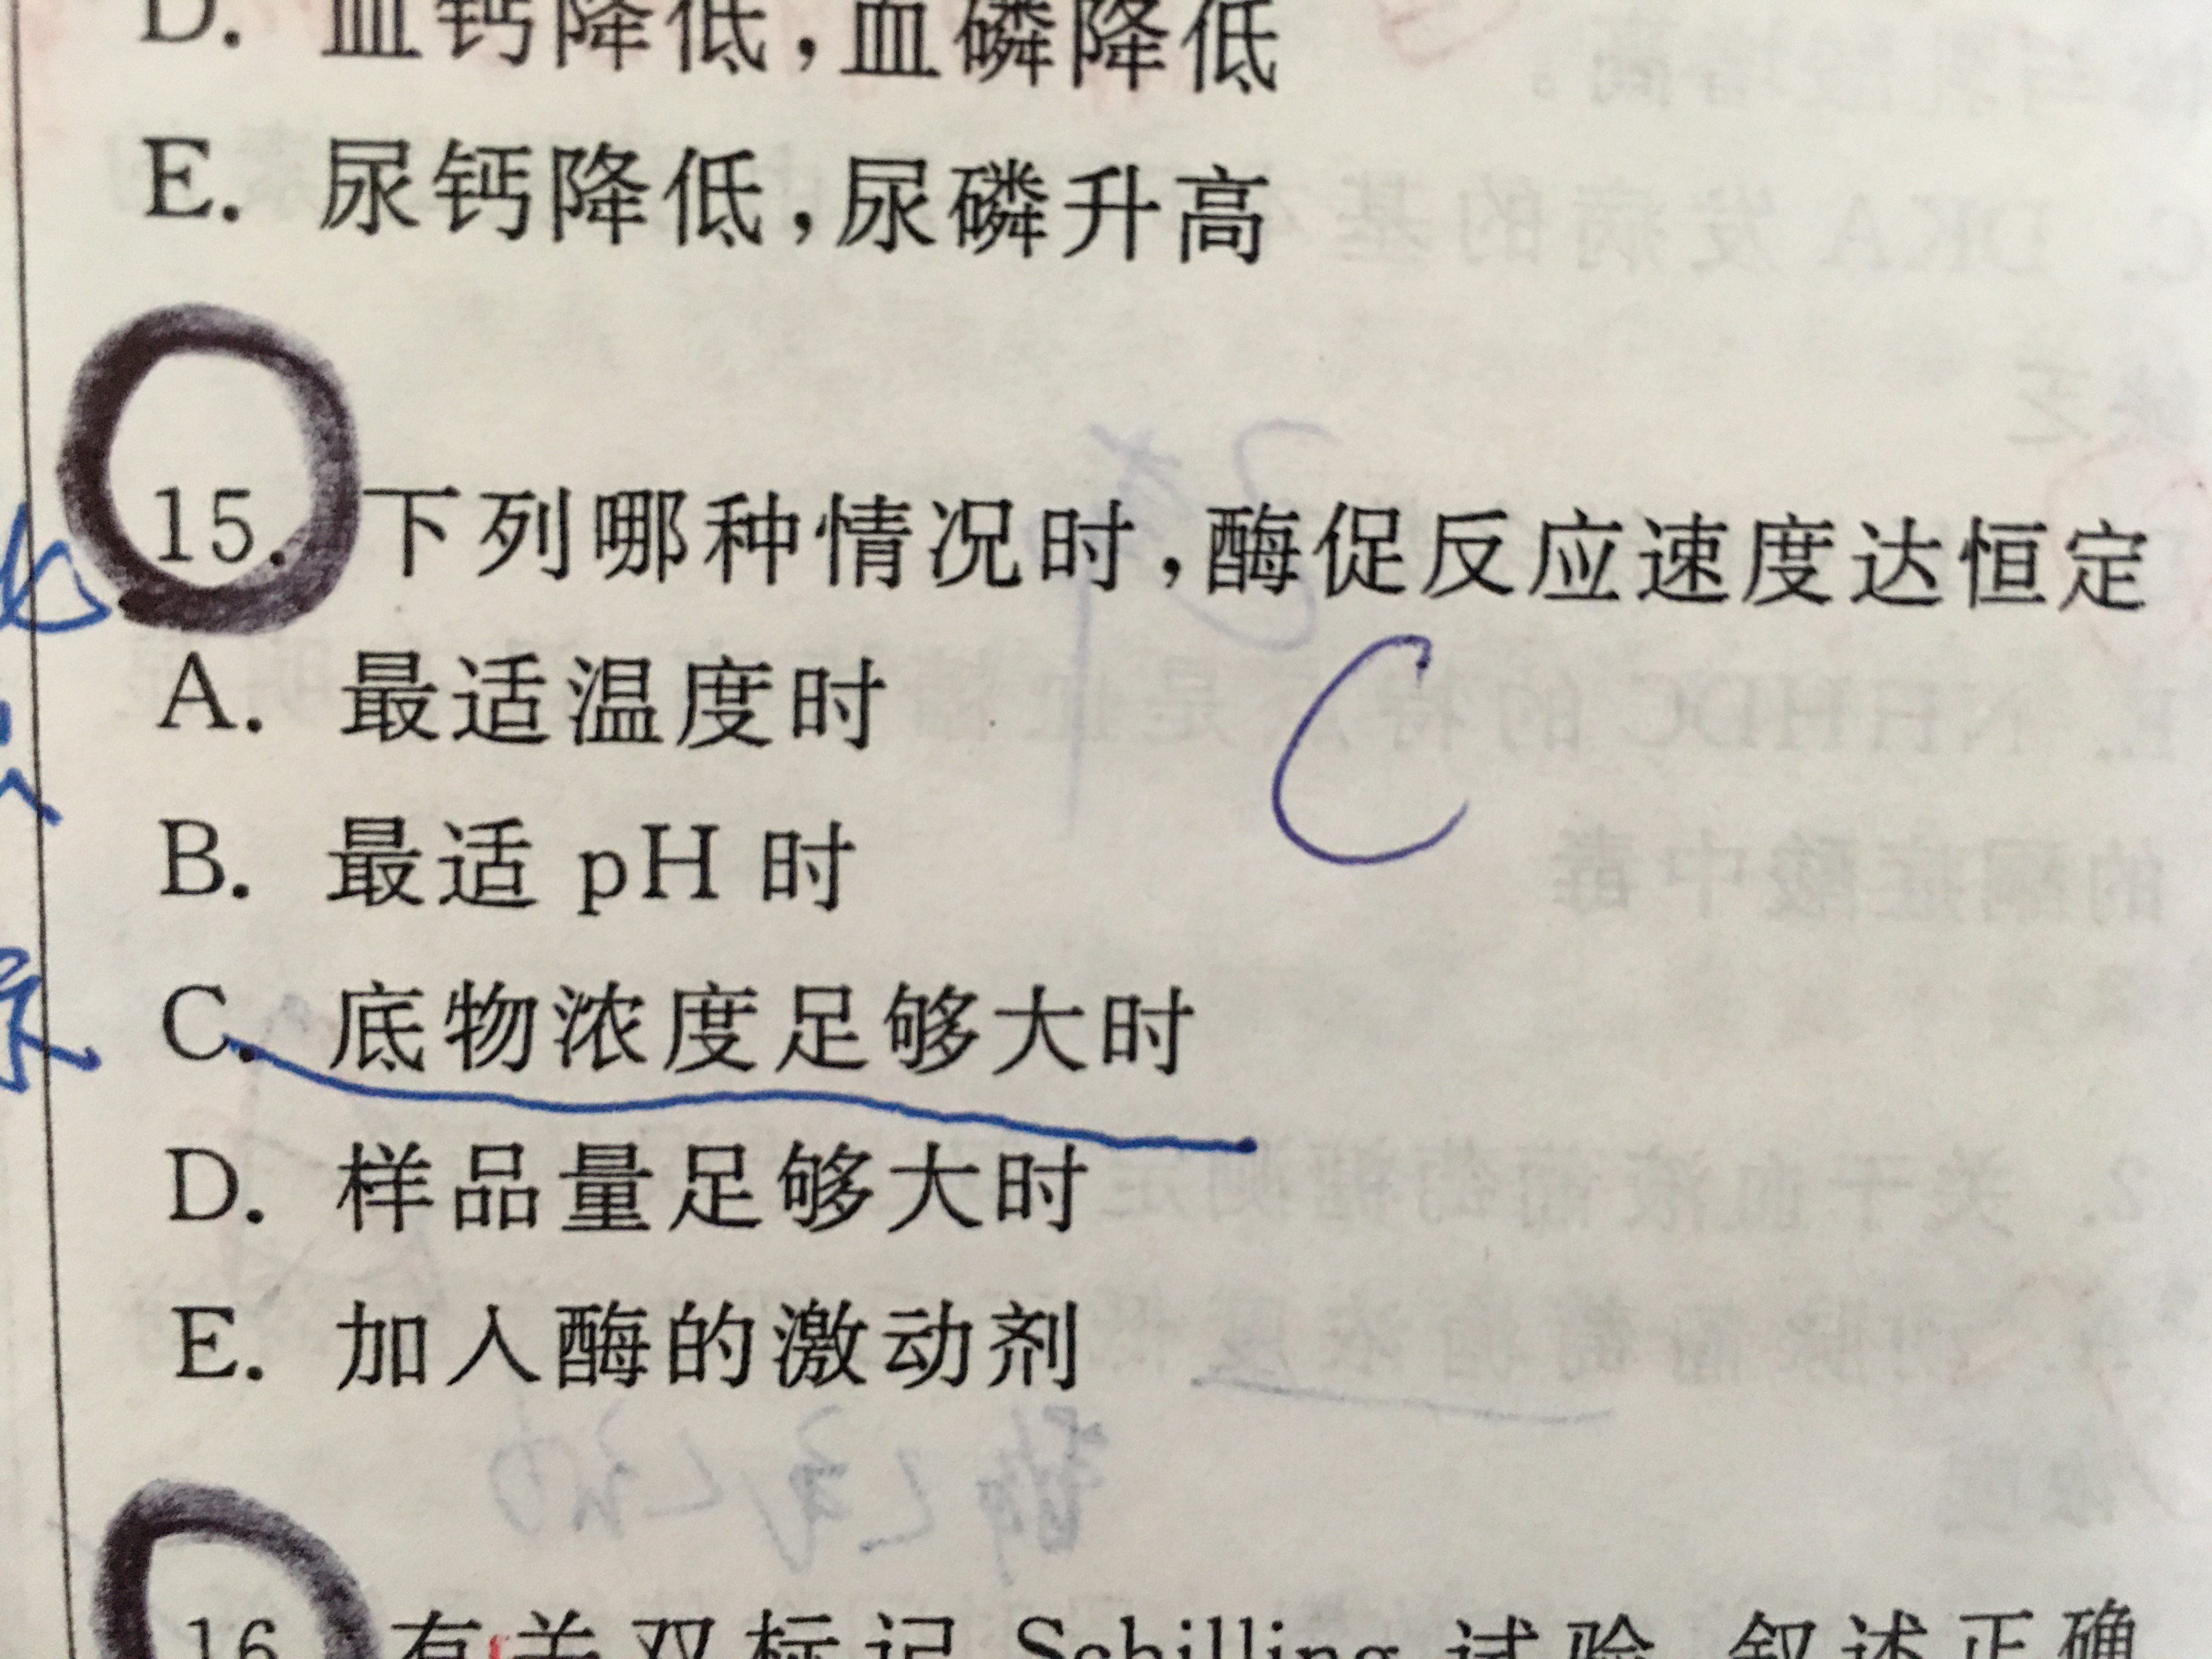 D. 血钙降低，血磷降低
E. 尿钙降低，尿磷升高
15. 下列哪种情况时，酶促反应速度达恒定
A. 最适温度时
B. 最适 pH 时
C
C. 底物浓度足够大时
D. 样品量足够大时
E. 加人酶的激动剂
16 有关双标记 Schilling 试验 叙述正确